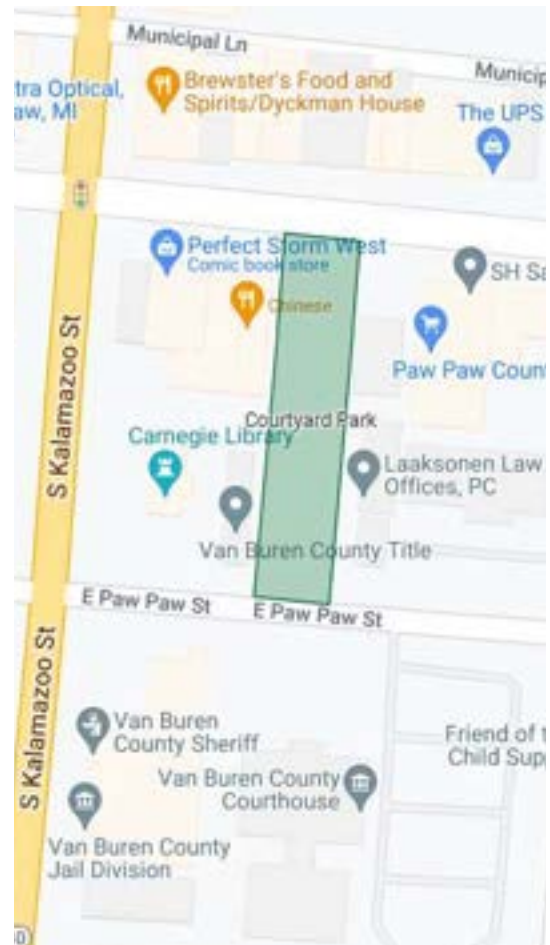 Municipal Ln
Municip
tra Optical,
aw, MI
Brewster's Food and
Spirits/Dyckman House
The UPS
Perfect Storm West
Comic book store
SH Sa
Chinese
Paw Paw Count
S Kalamazoo St
Courtyard Park
Carnegie Library
Laaksonen Law
Offices, PC
Van Buren County Title
E Paw Paw St
E Paw Paw St
S Kalamazoo St
Van Buren
County Sheriff
Friend of t
Child Supp
Van Buren County
Courthouse
Van Buren County
Jail Division